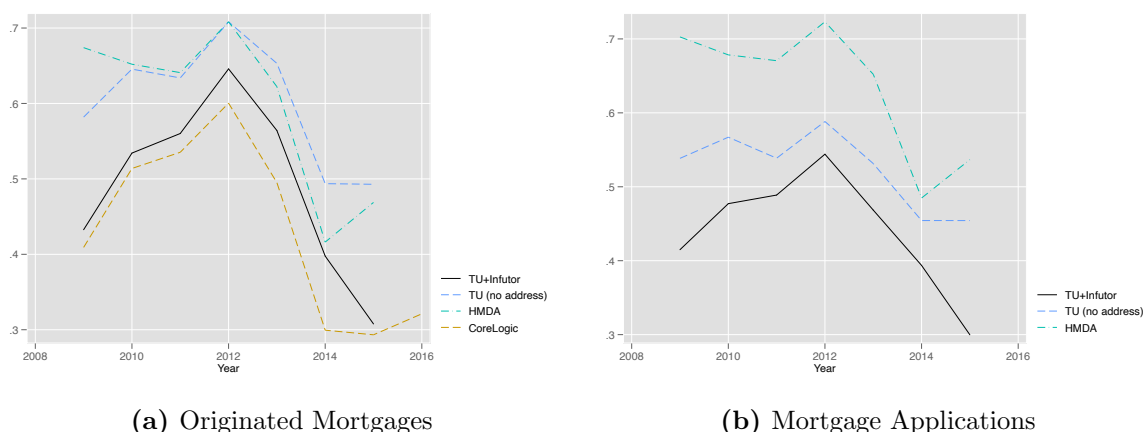 .7
.6
.5
.4
.3
2008
2010
2012
2014
2016
Year
TU+Infutor
TU (no address)
HMDA
CoreLogic
(a) Originated Mortgages
.7
.6
.5
.4
.3
2008
2010
2012
2014
2016
Year
TU+Infutor
TU (no address)
HMDA
(b) Mortgage Applications